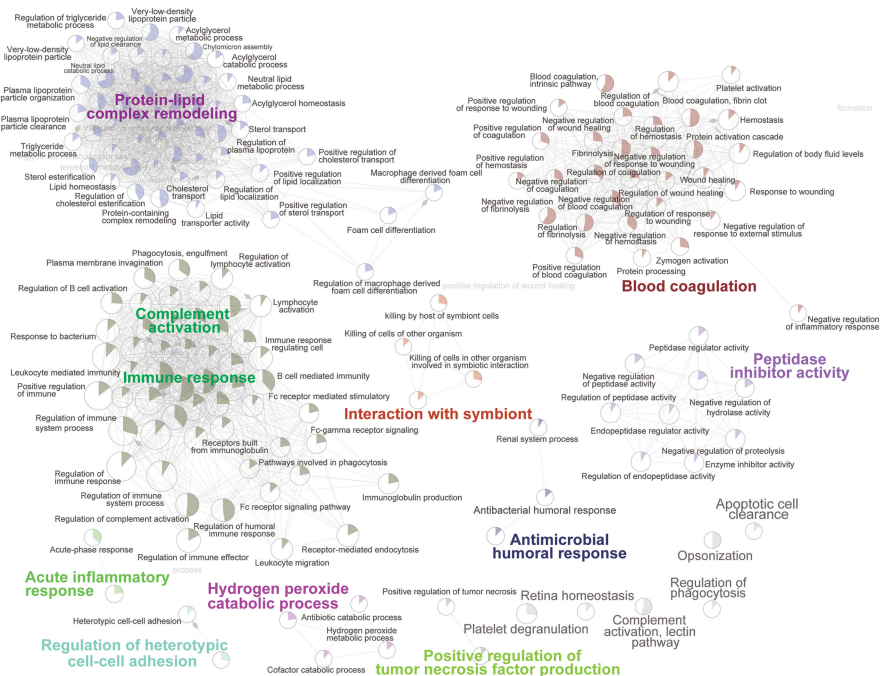 Regulation of triglyceride
metabolic process
Very-low-density
lipoprotein particle
Acylglycerol
metabolic process
Negative regulation
of lipid clearance
Chylomicron assembly
Very-low-density
lipoprotein particle
Acylglycerol
catabolic process
Neutral lipid
catabolic process
Neutral lipid
metabolic process
Plasma lipoprotein
particle organization
Protein-lipid
complex remodeling
Acylglycerol homeostasis
Plasma lipoprotein
particle clearance
Sterol transport
Triglyceride
metabolic process
Regulation of
plasma lipoprotein
Positive regulation of
cholesterol transport
Sterol esterification
Lipid homeostasis
Cholesterol
transport
Positive regulation
of lipid localization
Macrophage derived foam cell
differentiation
Regulation of
cholesterol esterification
Regulation of
lipid localization
Protein-containing
complex remodeling
Lipid
transporter activity
Positive regulation of
sterol transport
Foam cell differentiation
Regulation of macrophage derived
foam cell differentiation
Blood coagulation,
intrinsic pathway
Platelet activation
Regulation of
blood coagulation
Blood coagulation, fibrin clot
formation
Positive regulation
of response to wounding
Negative regulation
of wound healing
Regulation of
hemostasis
Hemostasis
Positive regulation
of coagulation
Protein activation cascade
Positive regulation
of hemostasis
Fibrinolysis
Negative regulation
of response to wounding
Regulation of body fluid levels
Regulation of coagulation
Negative regulation
of coagulation
Wound healing
Regulation of
wound healing
Response to wounding
Negative regulation
of fibrinolysis
Negative regulation
of blood coagulation
Regulation of response
to wounding
Regulation
of fibrinolysis
Negative regulation
of hemostasis
Negative regulation of
response to external stimulus
Positive regulation
of blood coagulation
Zymogen activation
Protein processing
positive regulation of wound healing
Blood coagulation
Negative regulation
of inflammatory response
Phagocytosis, engulfment
Plasma membrane invagination
Regulation of
lymphocyte activation
Regulation of B cell activation
Complement
activation
Lymphocyte
activation
Response to bacterium
Immune response
regulating cell
Leukocyte mediated immunity
Immune response
B cell mediated immunity
Positive regulation
of immune
Fc receptor mediated stimulatory
Regulation of immune
system process
Fc-gamma receptor signaling
Receptors built
from immunoglobulin
Regulation of
immune response
Pathways involved in phagocytosis
Regulation of immune
system process
Immunoglobulin production
Fc receptor signaling pathway
Regulation of complement activation
Regulation of humoral
immune response
Acute-phase response
Regulation of immune effector
process
Leukocyte migration
Receptor-mediated endocytosis
killing by host of symbiont cells
Killing of cells of other organism
Killing of cells in other organism
involved in symbiotic interaction
Interaction with symbiont
Peptidase regulator activity
Peptidase
inhibitor activity
Negative regulation
of peptidase activity
Negative regulation of
hydrolase activity
Regulation of peptidase activity
Endopeptidase regulator activity
Negative regulation of proteolysis
Enzyme inhibitor activity
Regulation of endopeptidase activity
Renal system process
Antibacterial humoral response
Antimicrobial
humoral response
Apoptotic cell
clearance
Opsonization
Acute inflammatory
response
Hydrogen peroxide
catabolic process
Antibiotic catabolic process
Hydrogen peroxide
metabolic process
Cofactor catabolic process
Heterotypic cell-cell adhesion
Regulation of heterotypic
cell-cell adhesion
Positive regulation of tumor necrosis
Positive regulation of
tumor necrosis factor production
Retina homeostasis
Platelet degranulation
Regulation of
phagocytosis
Complement
activation, lectin
pathway